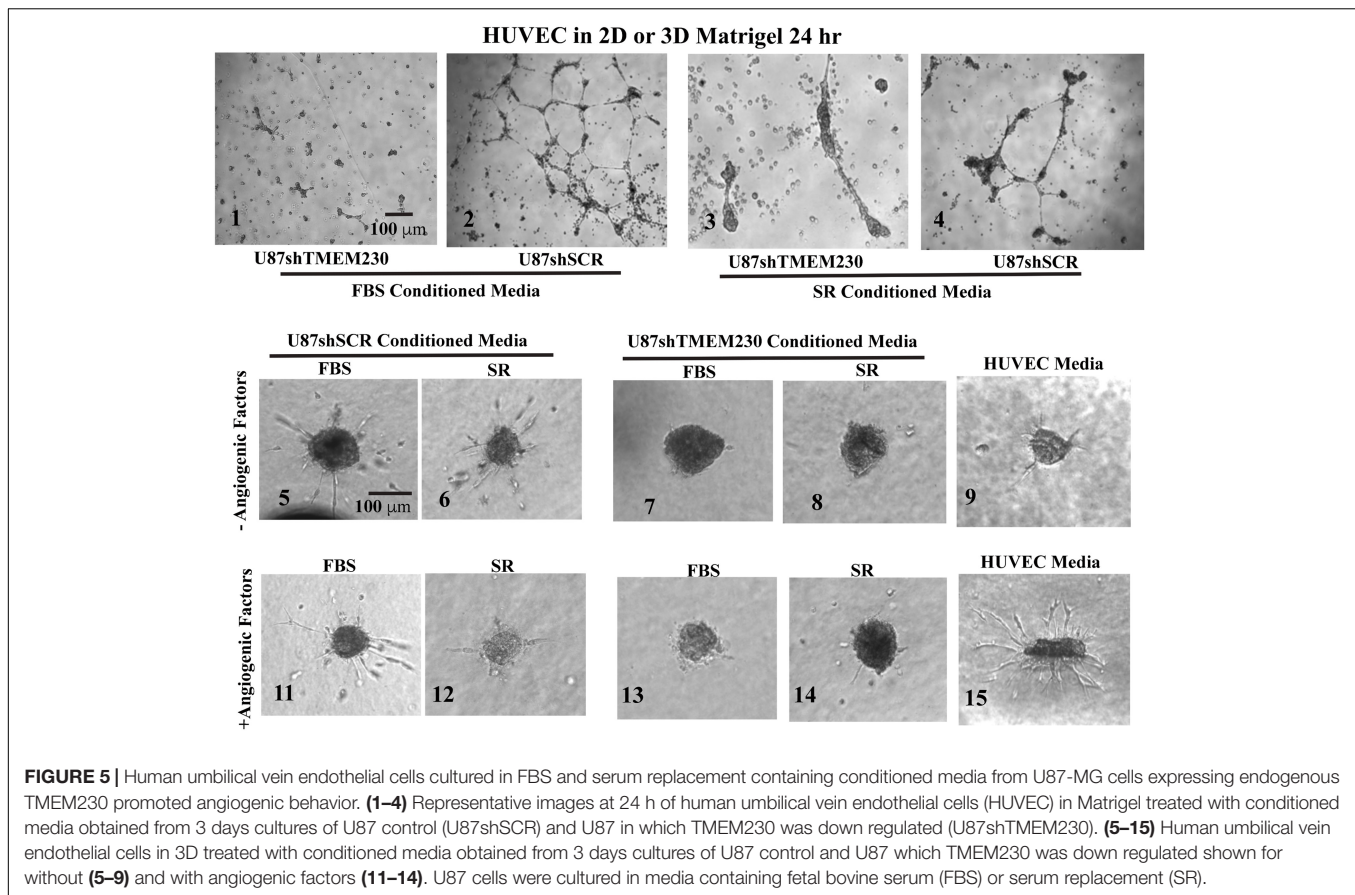 HUVEC in 2D or 3D Matrigel 24 hr
1
100 μm
2
3
4
U87shTMEM230
U87shSCR
U87shTMEM230
U87shSCR
FBS Conditioned Media
SR Conditioned Media
U87shSCR Conditioned Media
U87shTMEM230 Conditioned Media
FBS
SR
FBS
SR
HUVEC Media
- Angiogenic Factors
5
100 μm
6
7
8
9
FBS
SR
FBS
SR
HUVEC Media
+Angiogenic Factors
11
12
13
14
15
FIGURE 5 | Human umbilical vein endothelial cells cultured in FBS and serum replacement containing conditioned media from U87-MG cells expressing endogenous
TMEM230 promoted angiogenic behavior. (1–4) Representative images at 24 h of human umbilical vein endothelial cells (HUVEC) in Matrigel treated with conditioned
media obtained from 3 days cultures of U87 control (U87shSCR) and U87 in which TMEM230 was down regulated (U87shTMEM230). (5–15) Human umbilical vein
endothelial cells in 3D treated with conditioned media obtained from 3 days cultures of U87 control and U87 which TMEM230 was down regulated shown for
without (5–9) and with angiogenic factors (11–14). U87 cells were cultured in media containing fetal bovine serum (FBS) or serum replacement (SR).